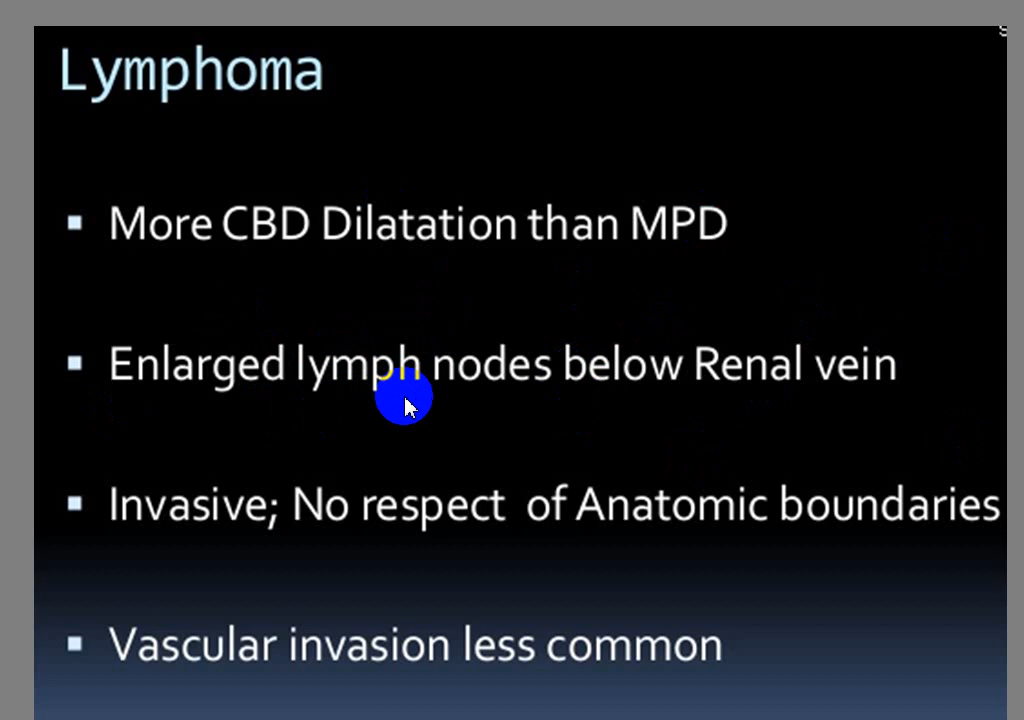 Lymphoma
▪ More CBD Dilatation than MPD
▪ Enlarged lymph nodes below Renal vein
▪ Invasive; No respect of Anatomic boundaries
▪ Vascular invasion less common